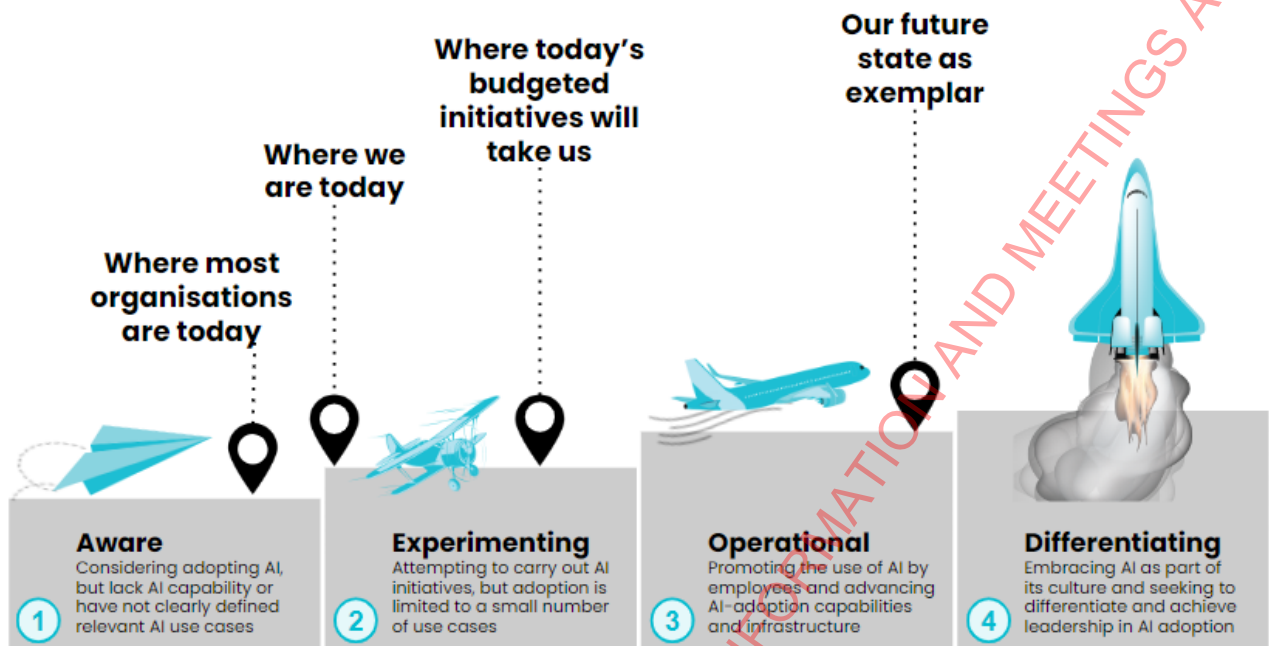 Our future
state as
exemplar
Where today's
budgeted
initiatives will
take us
Where we
are today
Where most
organisations
are today
Aware
Considering adopting AI,
but lack AI capability or
have not clearly defined
relevant AI use cases
1
Experimenting
Attempting to carry out AI
initiatives, but adoption is
limited to a small number
of use cases
2
Operational
Promoting the use of AI by
employees and advancing
AI-adoption capabilities
and infrastructure
3
Differentiating
Embracing AI as part of
its culture and seeking to
differentiate and achieve
leadership in AI adoption
4
AND MEETINGS